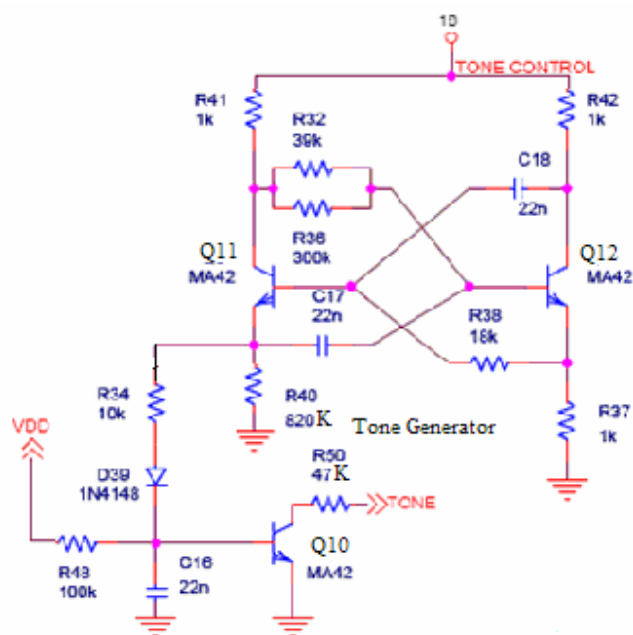 10
TONE CONTROL
R41
1k
R42
1k
R32
39k
C18
22n
R36
300k
Q11
MA42
Q12
MA42
C17
22n
R38
18k
R34
10k
R40
820K
Tone Generator
R37
1k
VDD
D39
1N4148
R50
47K
TONE
Q10
MA42
R49
100k
C16
22n